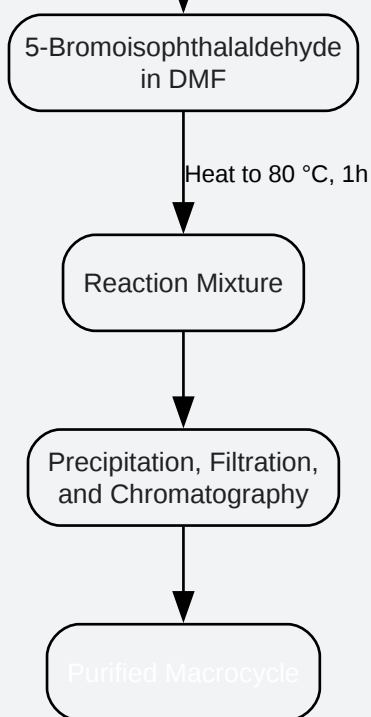 5-Bromoisophthalaldehyde
in DMF
Heat to 80 °C, 1h
Reaction Mixture
Precipitation, Filtration,
and Chromatography
Purified Macrocycle